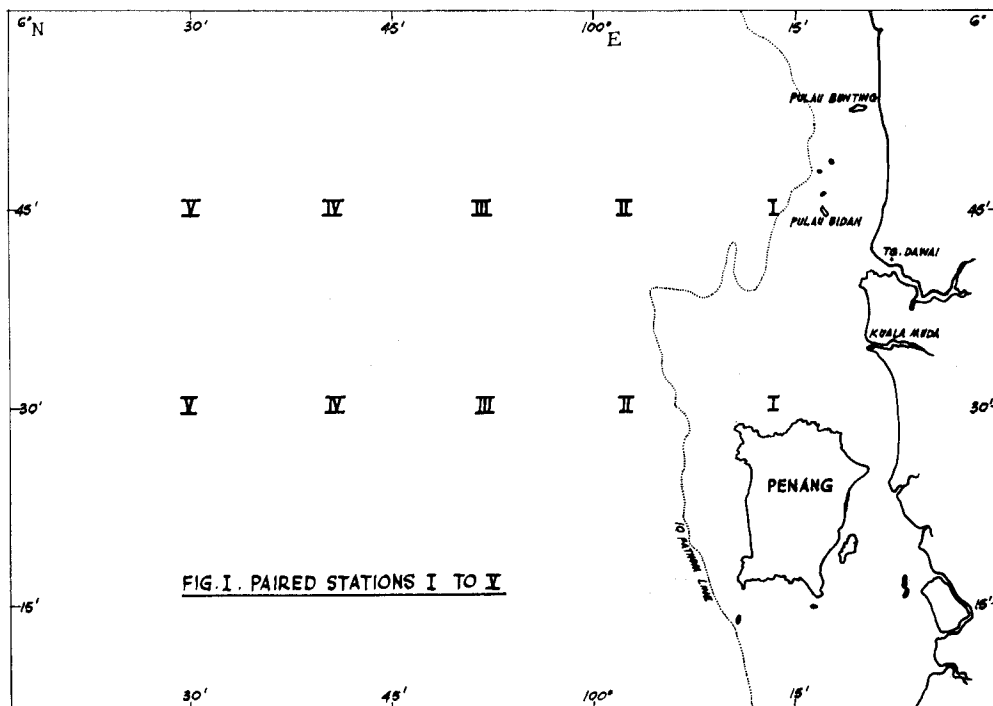 6° N 30' 45' 100° E 15' 6°
PULAU BUNTING
45' V IV III II I 45'
PULAU BIDAN
TG. DAWAI
KUALA MUDA
30' V IV III II I 30'
PENANG
10 FATHOM LINE
FIG. I. PAIRED STATIONS I TO V
15' 15'
30' 45' 100° 15'